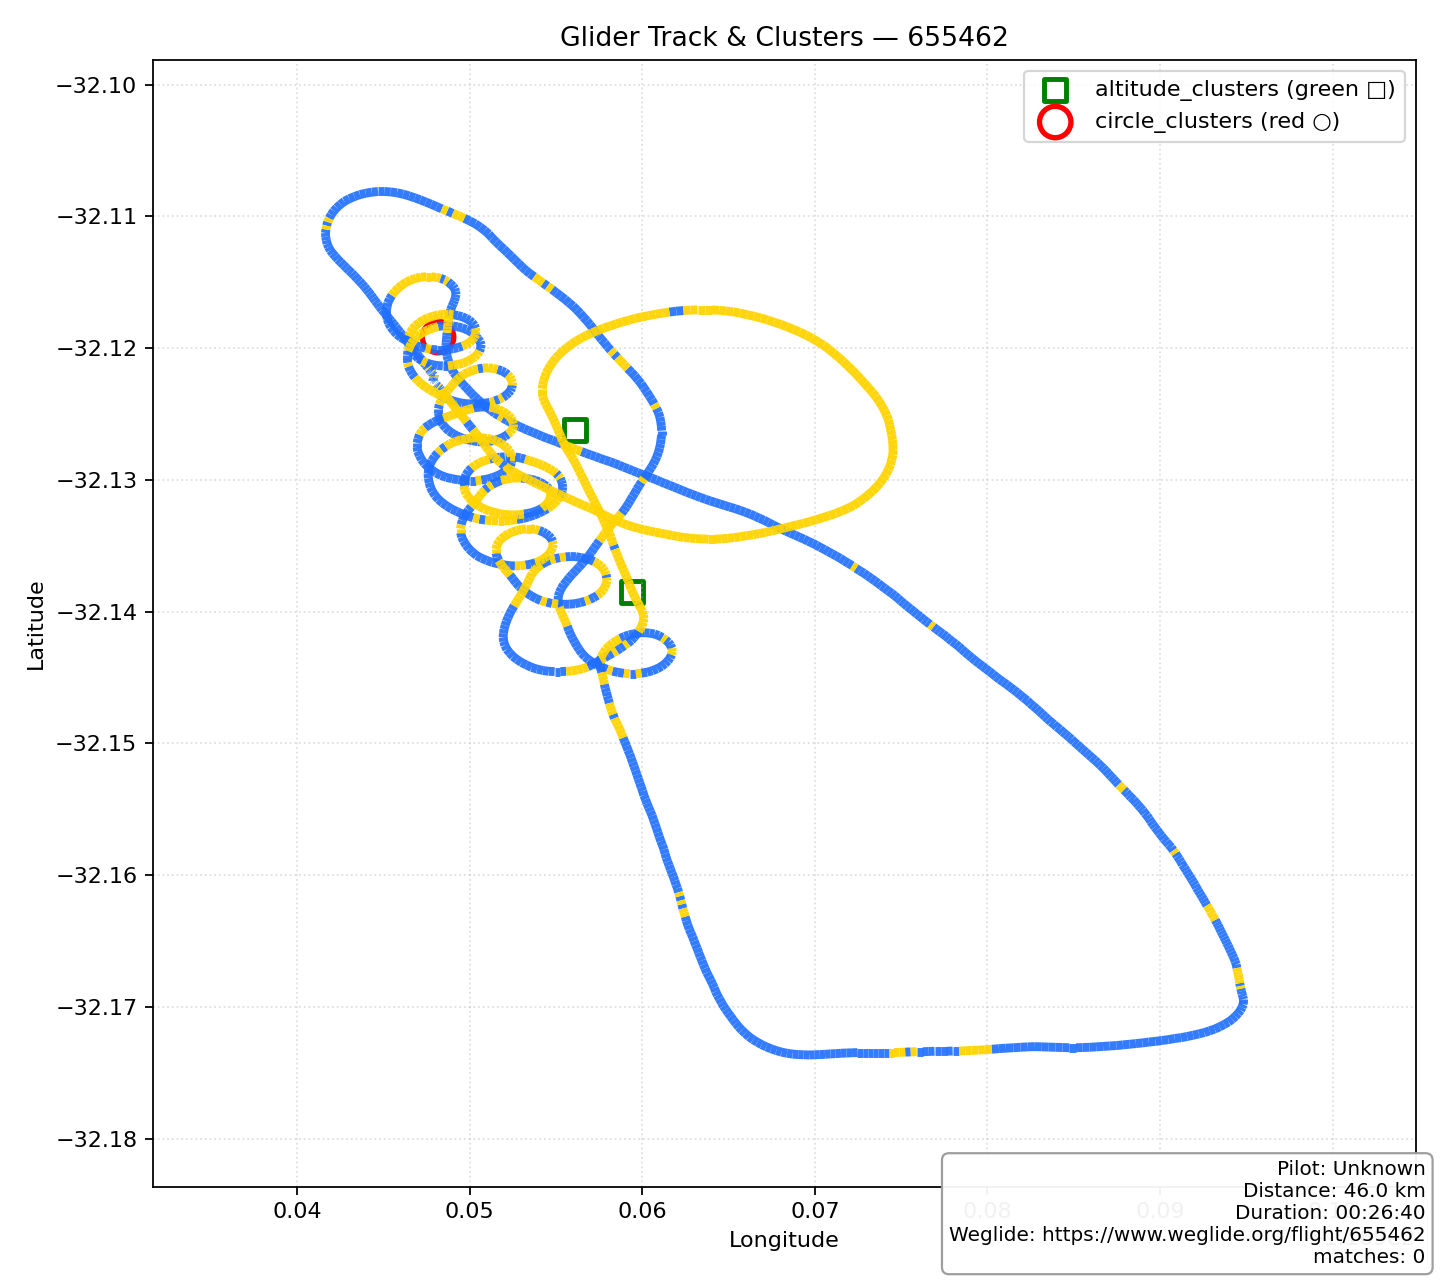 Glider Track & Clusters — 655462
altitude_clusters (green □)
circle_clusters (red ○)
−32.10
−32.11
−32.12
−32.13
−32.14
−32.15
−32.16
−32.17
−32.18
Latitude
0.04
0.05
0.06
0.07
0.08
0.09
Longitude
Pilot: Unknown
Distance: 46.0 km
Duration: 00:26:40
Weglide: https://www.weglide.org/flight/655462
matches: 0